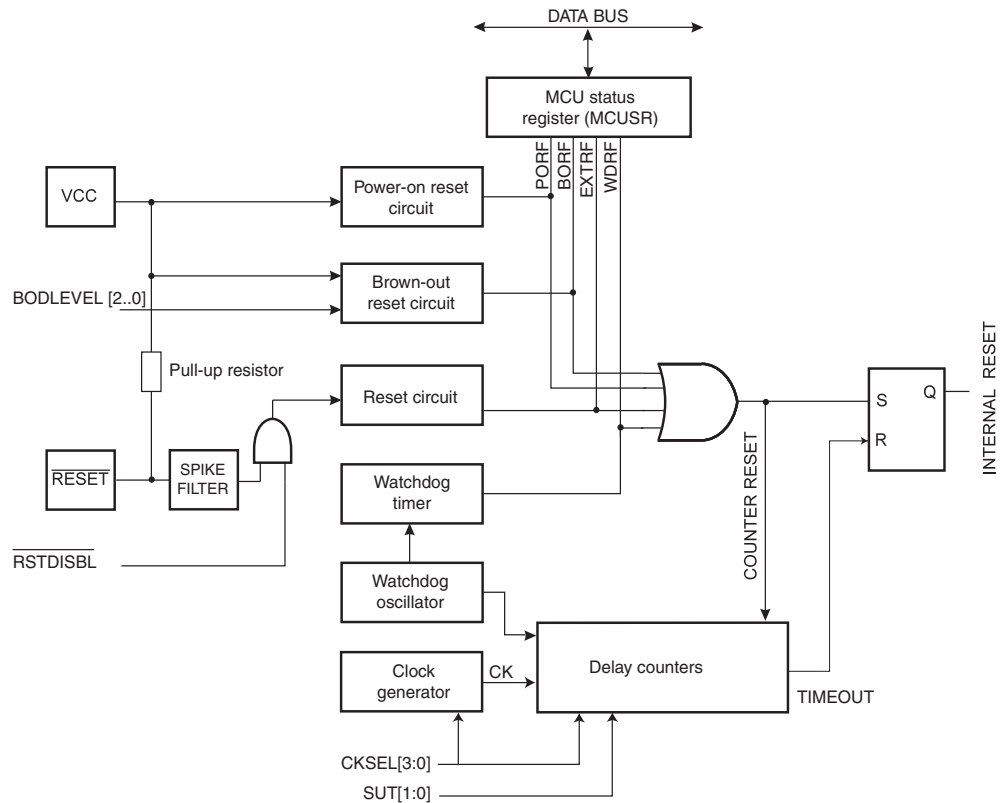 DATA BUS
MCU status
register (MCUSR)
PORF
BORF
EXTRF
WDRF
VCC
Power-on reset
circuit
Brown-out
reset circuit
BODLEVEL [2..0]
Pull-up resistor
Reset circuit
S
Q
R
INTERNAL RESET
RESET
SPIKE
FILTER
Watchdog
timer
COUNTER RESET
RSTDISBL
Watchdog
oscillator
Clock
generator
CK
Delay counters
TIMEOUT
CKSEL[3:0]
SUT[1:0]